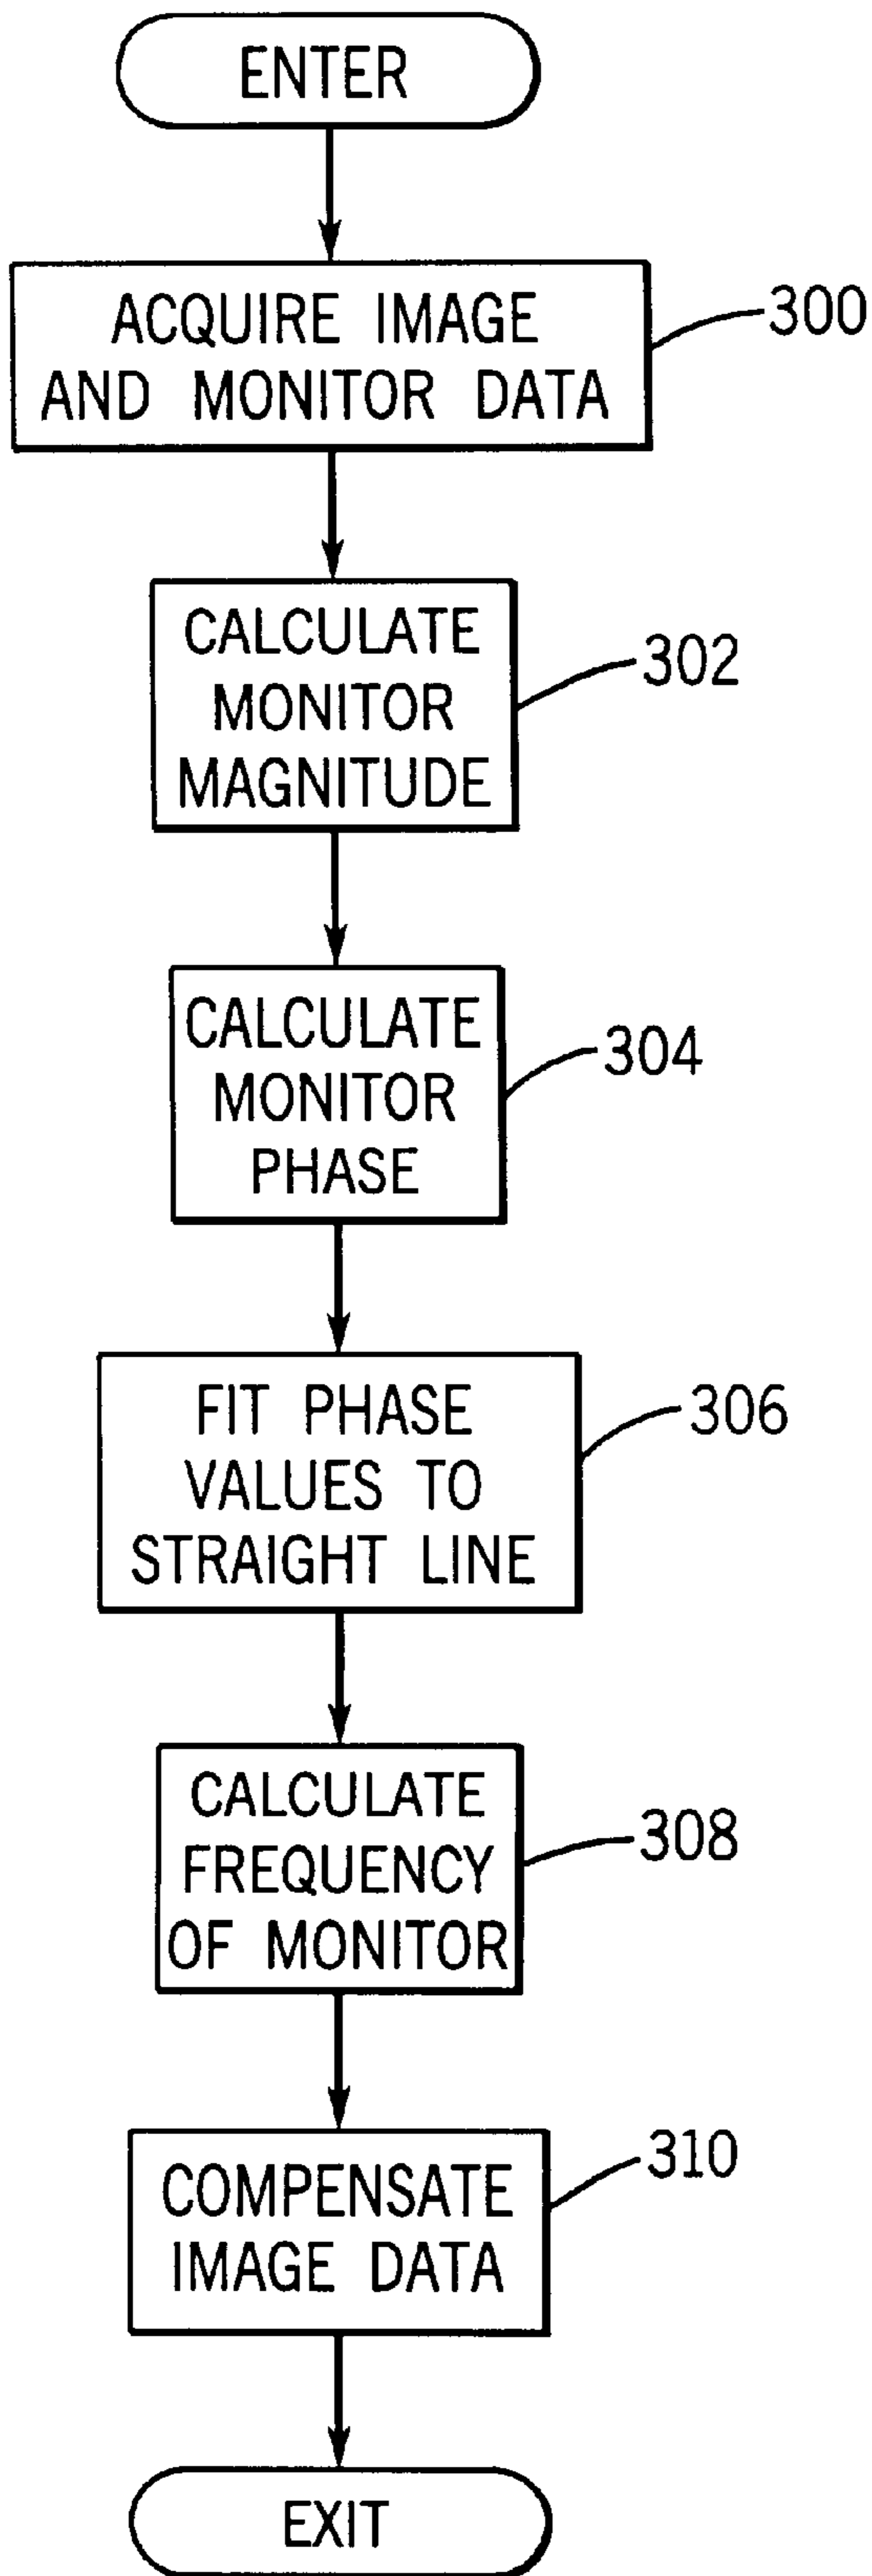 ENTER
ACQUIRE IMAGE
AND MONITOR DATA
300
CALCULATE
MONITOR
MAGNITUDE
302
CALCULATE
MONITOR
PHASE
304
FIT PHASE
VALUES TO
STRAIGHT LINE
306
CALCULATE
FREQUENCY
OF MONITOR
308
COMPENSATE
IMAGE DATA
310
EXIT